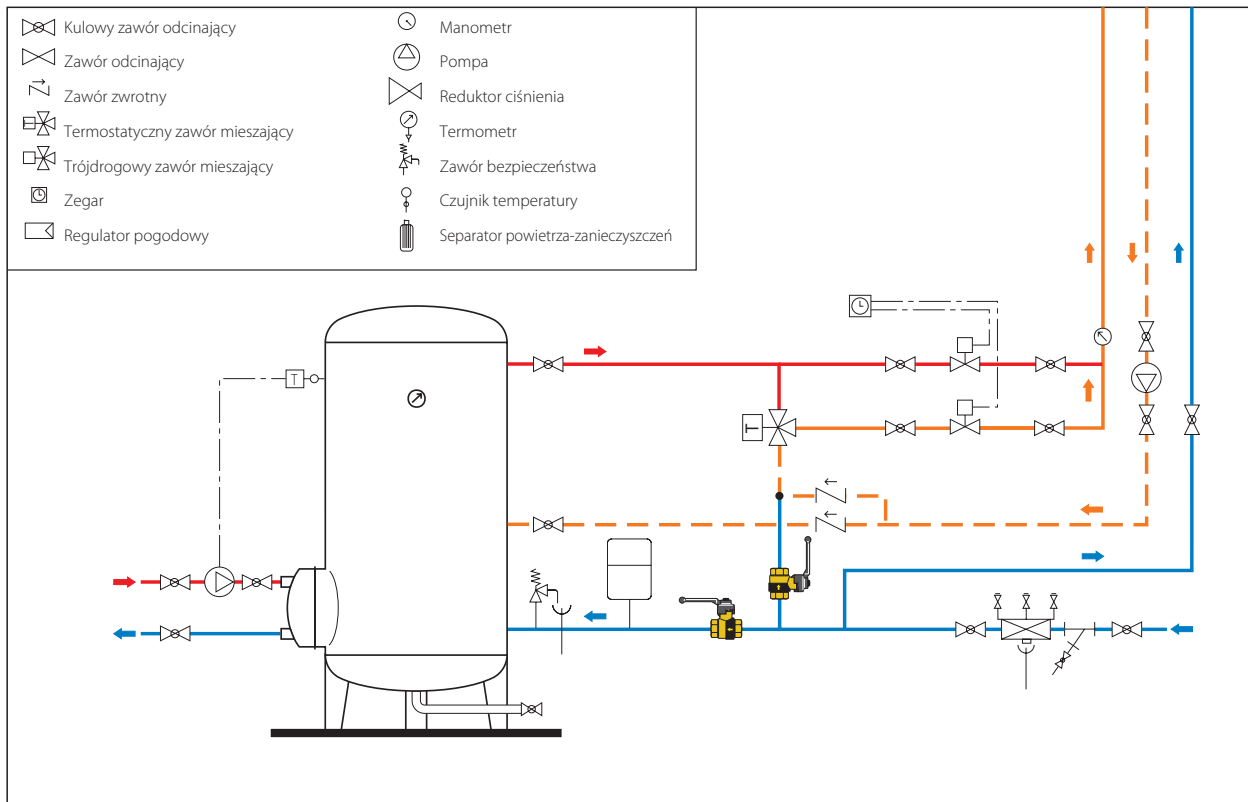 Kulowy zawór odcinający
Zawór odcinający
Zawór zwrotny
Termostatyczny zawór mieszający
Trójdrogowy zawór mieszający
Zegar
Regulator pogodowy
Manometr
Pompa
Reduktor ciśnienia
Termometr
Zawór bezpieczeństwa
Czujnik temperatury
Separator powietrza-zanieczyszczeń
T
T